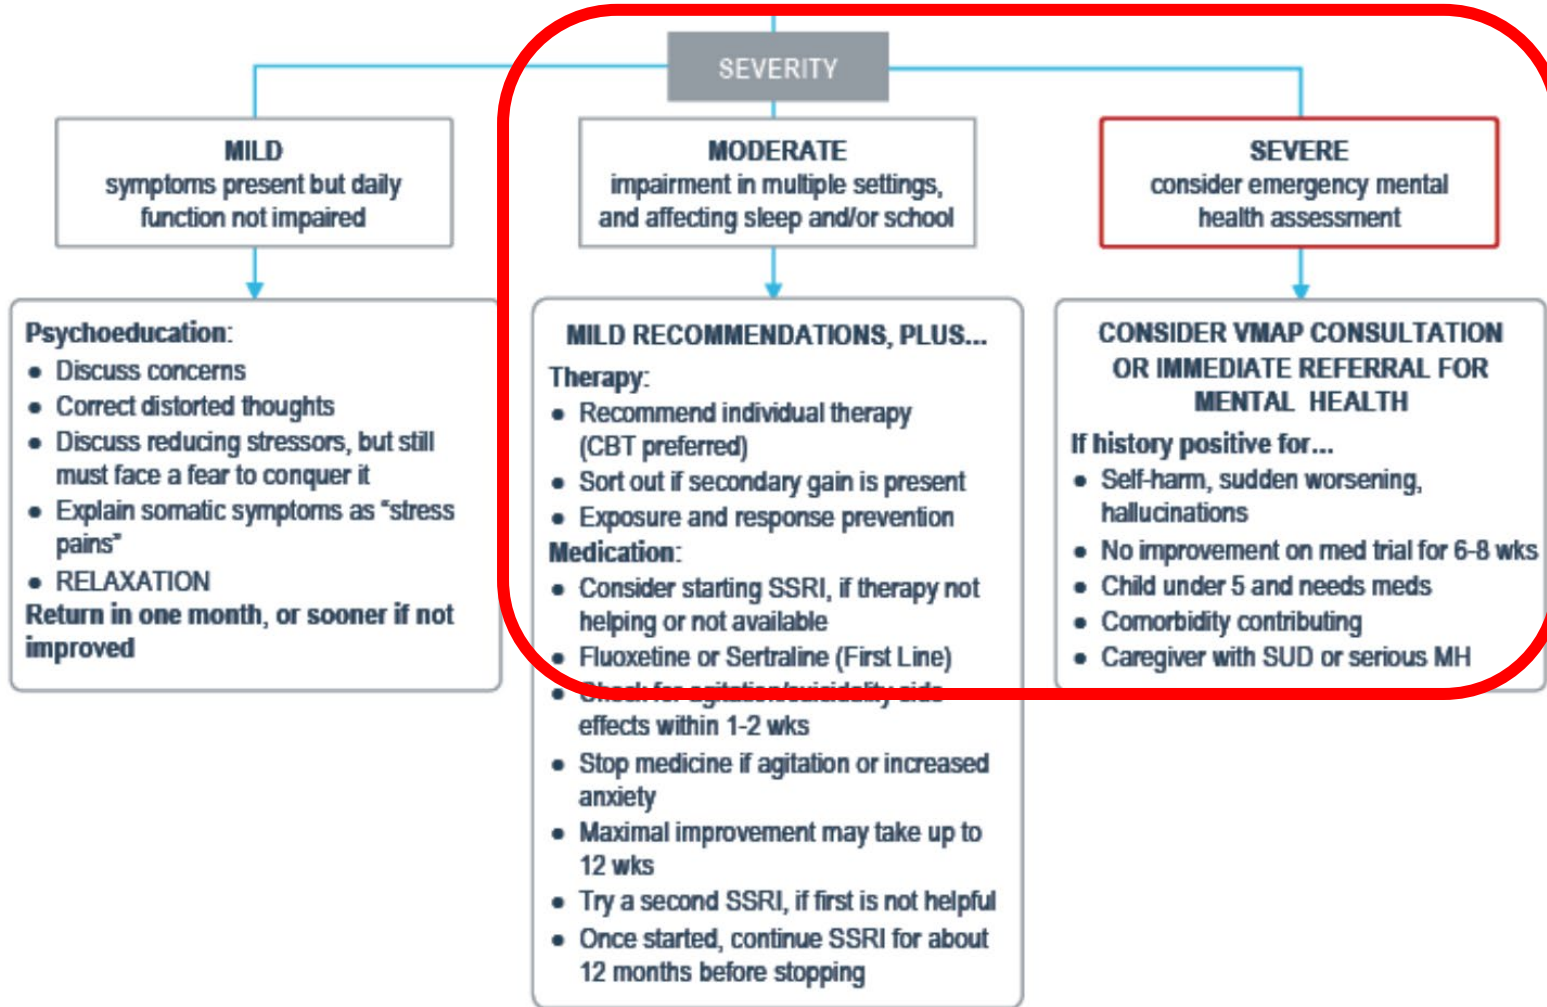 SEVERITY
MILD
symptoms present but daily
function not impaired
Psychoeducation:
• Discuss concerns
• Correct distorted thoughts
• Discuss reducing stressors, but still
must face a fear to conquer it
• Explain somatic symptoms as "stress
pains"
• RELAXATION
Return in one month, or sooner if not
improved
MODERATE
impairment in multiple settings,
and affecting sleep and/or school
MILD RECOMMENDATIONS, PLUS...
Therapy:
• Recommend individual therapy
(CBT preferred)
• Sort out if secondary gain is present
• Exposure and response prevention
Medication:
• Consider starting SSRI, if therapy not
helping or not available
• Fluoxetine or Sertraline (First Line)
• Check for agitation/suicidality side
effects within 1-2 wks
• Stop medicine if agitation or increased
anxiety
• Maximal improvement may take up to
12 wks
• Try a second SSRI, if first is not helpful
• Once started, continue SSRI for about
12 months before stopping
SEVERE
consider emergency mental
health assessment
CONSIDER VMAP CONSULTATION
OR IMMEDIATE REFERRAL FOR
MENTAL HEALTH
If history positive for...
• Self-harm, sudden worsening,
hallucinations
• No improvement on med trial for 6-8 wks
• Child under 5 and needs meds
• Comorbidity contributing
• Caregiver with SUD or serious MH